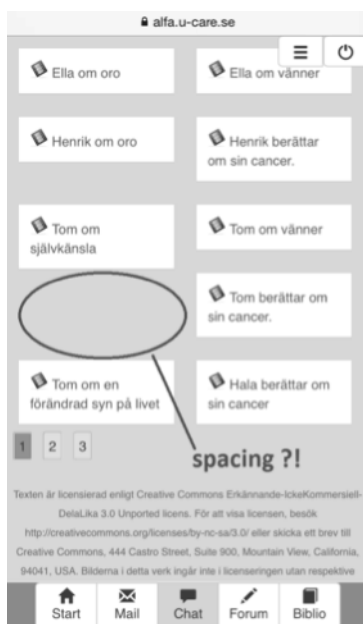 alfa.u-care.se
Ella om oro
Ella om vänner
Henrik om oro
Henrik berättar
om sin cancer.
Tom om
självkänsla
Tom om vänner
Tom berättar om
sin cancer.
Tom om en
förändrad syn på livet
Hala berättar om
sin cancer
1 2 3
spacing ?!
Texten är licensierad enligt Creative Commons Erkännande-IckeKommersiell-
DelaLika 3.0 Unported licens. För att visa licensen, besök
http://creativecommons.org/licenses/by-nc-sa/3.0/ eller skicka ett brev till
Creative Commons, 444 Castro Street, Suite 900, Mountain View, California,
94041, USA. Bilderna i detta verk ingår inte i licenseringen utan respektive
Start Mail Chat Forum Biblio